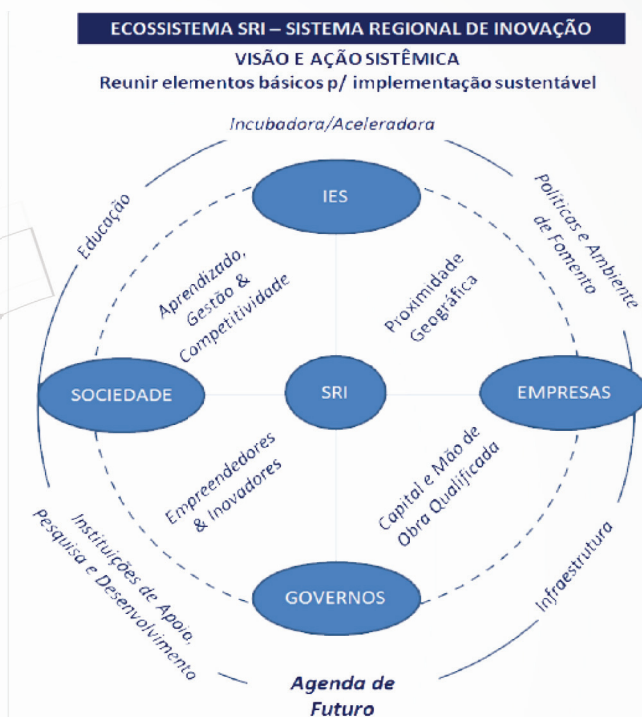 ECOSSISTEMA SRI – SISTEMA REGIONAL DE INOVAÇÃO
VISÃO E AÇÃO SISTÊMICA
Reunir elementos básicos p/ implementação sustentável
Incubadora/Aceleradora
Educação
Políticas e Ambiente
de Fomento
IES
Aprendizado,
Gestão &
Competitividade
Proximidade
Geográfica
SOCIEDADE
SRI
EMPRESAS
Empreendedores
& Inovadores
Capital e Mão de
Obra Qualificada
Instituições de Apoio,
Pesquisa e Desenvolvimento
GOVERNOS
Infraestrutura
Agenda de
Futuro